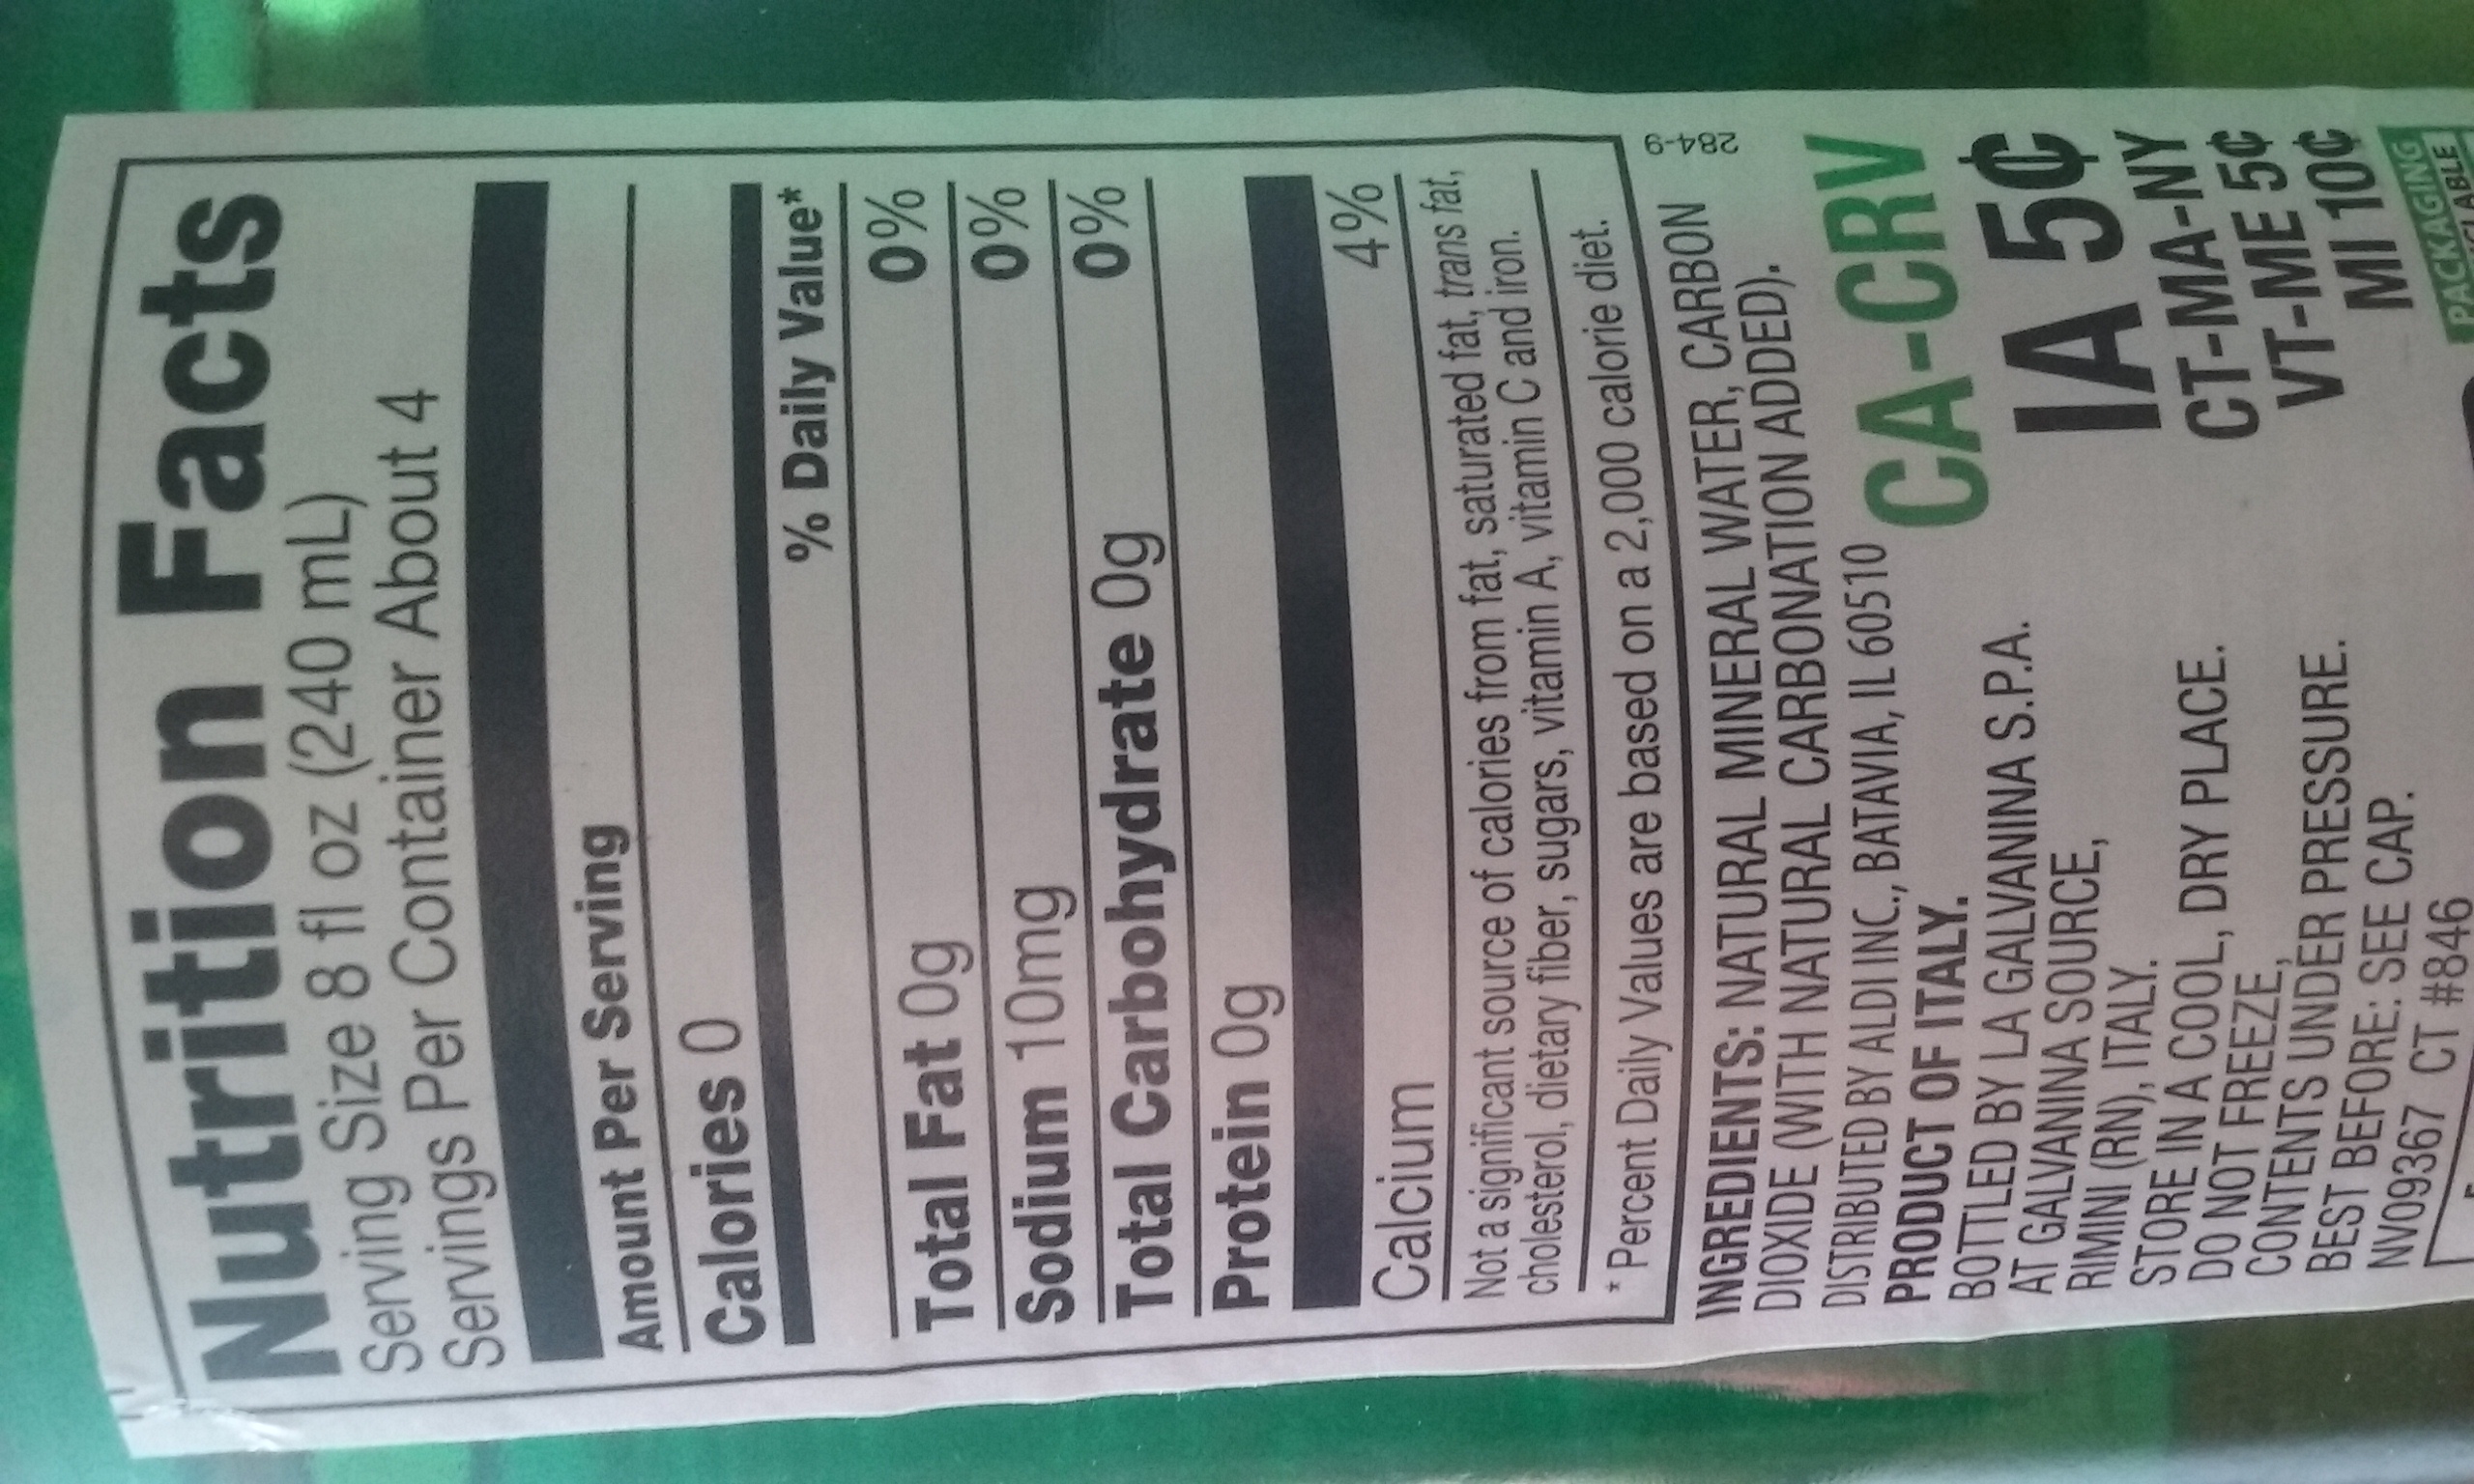 Nutrition Facts
Serving Size 8 fl oz (240 mL)
Servings Per Container About 4
Amount Per Serving
Calories 0
% Daily Value*
Total Fat 0g 0%
Sodium 10mg 0%
Total Carbohydrate 0g 0%
Protein 0g
Calcium 4%
Not a significant source of calories from fat, saturated fat, trans fat,
cholesterol, dietary fiber, sugars, vitamin A, vitamin C and iron.
* Percent Daily Values are based on a 2,000 calorie diet.
284-9
INGREDIENTS: NATURAL MINERAL WATER, CARBON
DIOXIDE (WITH NATURAL CARBONATION ADDED).
DISTRIBUTED BY ALDI INC., BATAVIA, IL 60510
PRODUCT OF ITALY.
BOTTLED BY LA GALVANINA S.P.A.
AT GALVANINA SOURCE,
RIMINI (RN), ITALY.
STORE IN A COOL, DRY PLACE.
DO NOT FREEZE,
CONTENTS UNDER PRESSURE.
BEST BEFORE: SEE CAP.
NV09367 CT #846
CA-CRV
IA 5¢
CT-MA-NY
VT-ME 5¢
MI 10¢
PACKAGING